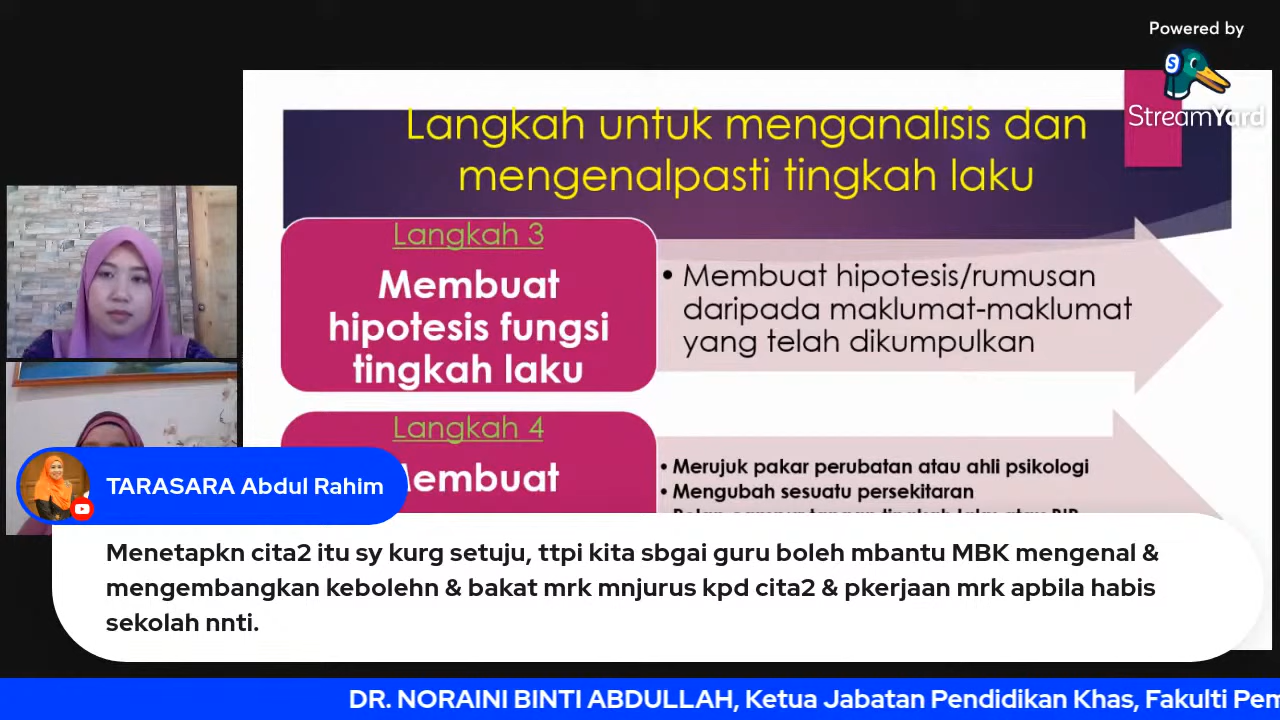 Powered by
StreamYard
Langkah untuk menganalisis dan
mengenalpasti tingkah laku
Langkah 3
Membuat
hipotesis fungsi
tingkah laku
• Membuat hipotesis/rumusan
daripada maklumat-maklumat
yang telah dikumpulkan
Langkah 4
Membuat
• Merujuk pakar perubatan atau ahli psikologi
• Mengubah sesuatu persekitaran
TARASARA Abdul Rahim
Menetapkn cita2 itu sy kurg setuju, ttpi kita sbgai guru boleh mbantu MBK mengenal &
mengembangkan kebolehn & bakat mrk mnjurus kpd cita2 & pkerjaan mrk apbila habis
sekolah nnti.
DR. NORAINI BINTI ABDULLAH, Ketua Jabatan Pendidikan Khas, Fakulti Pen